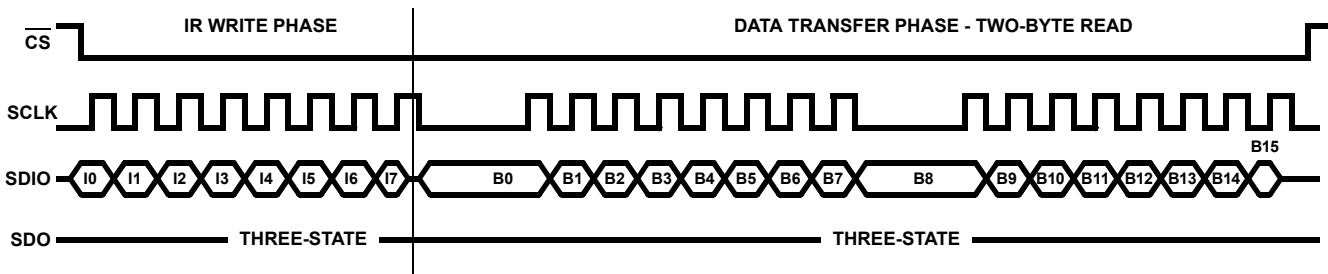 IR WRITE PHASE DATA TRANSFER PHASE - TWO-BYTE READ
CS
SCLK
B15
SDIO I0 I1 I2 I3 I4 I5 I6 I7 B0 B1 B2 B3 B4 B5 B6 B7 B8 B9 B10 B11 B12 B13 B14
SDO THREE-STATE THREE-STATE